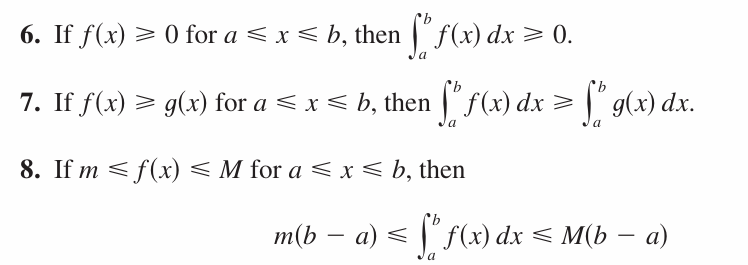 6. If f(x) ⩾ 0 for a ⩽ x ⩽ b, then ∫_a^b f(x) dx ⩾ 0.
7. If f(x) ⩾ g(x) for a ⩽ x ⩽ b, then ∫_a^b f(x) dx ⩾ ∫_a^b g(x) dx.
8. If m ⩽ f(x) ⩽ M for a ⩽ x ⩽ b, then
m(b − a) ⩽ ∫_a^b f(x) dx ⩽ M(b − a)